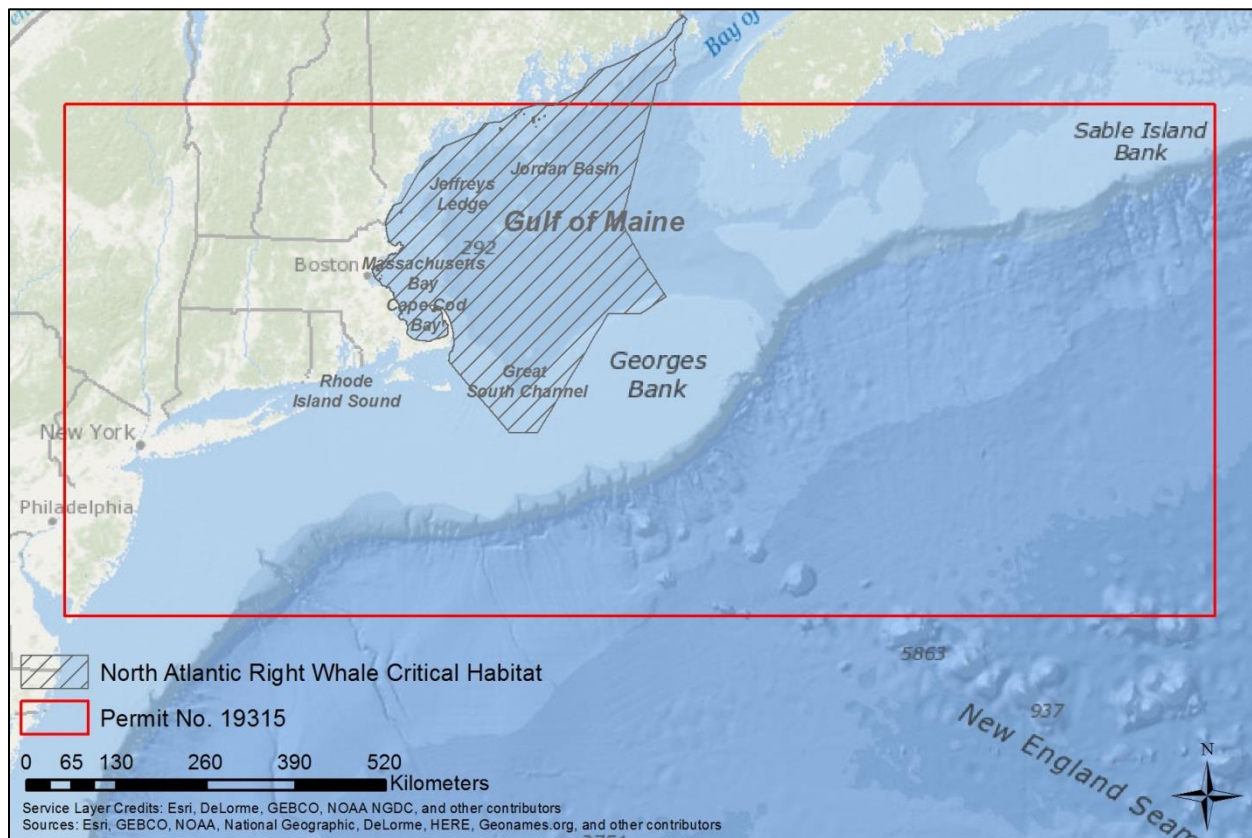 Bay of
Sable Island
Bank
Jordan Basin
Jeffreys
Ledge
Gulf of Maine
292
Boston
Massachusetts
Bay
Cape Cod
Bay
Georges
Bank
Great
South Channel
Rhode
Island Sound
New York
Philadelphia
5863
937
New England Seam
North Atlantic Right Whale Critical Habitat
Permit No. 19315
0 65 130 260 390 520
Kilometers
N
Service Layer Credits: Esri, DeLorme, GEBCO, NOAA NGDC, and other contributors
Sources: Esri, GEBCO, NOAA, National Geographic, DeLorme, HERE, Geonames.org, and other contributors